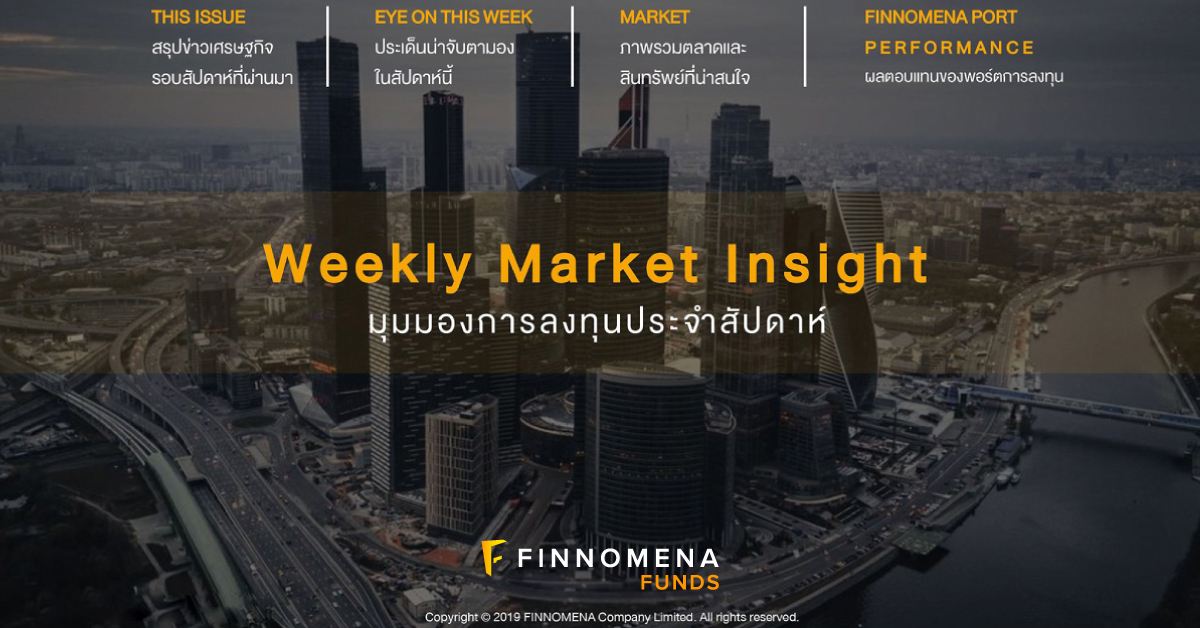 THIS ISSUE
สรุปข่าวเศรษฐกิจ
รอบสัปดาห์ที่ผ่านมา
EYE ON THIS WEEK
ประเด็นน่าจับตามอง
ในสัปดาห์นี้
MARKET
ภาพรวมตลาดและ
สินทรัพย์ที่น่าสนใจ
FINNOMENA PORT
PERFORMANCE
ผลตอบแทนของพอร์ตการลงทุน
Weekly Market Insight
มุมมองการลงทุนประจำสัปดาห์
FINNOMENA
FUNDS
Copyright © 2019 FINNOMENA Company Limited. All rights reserved.